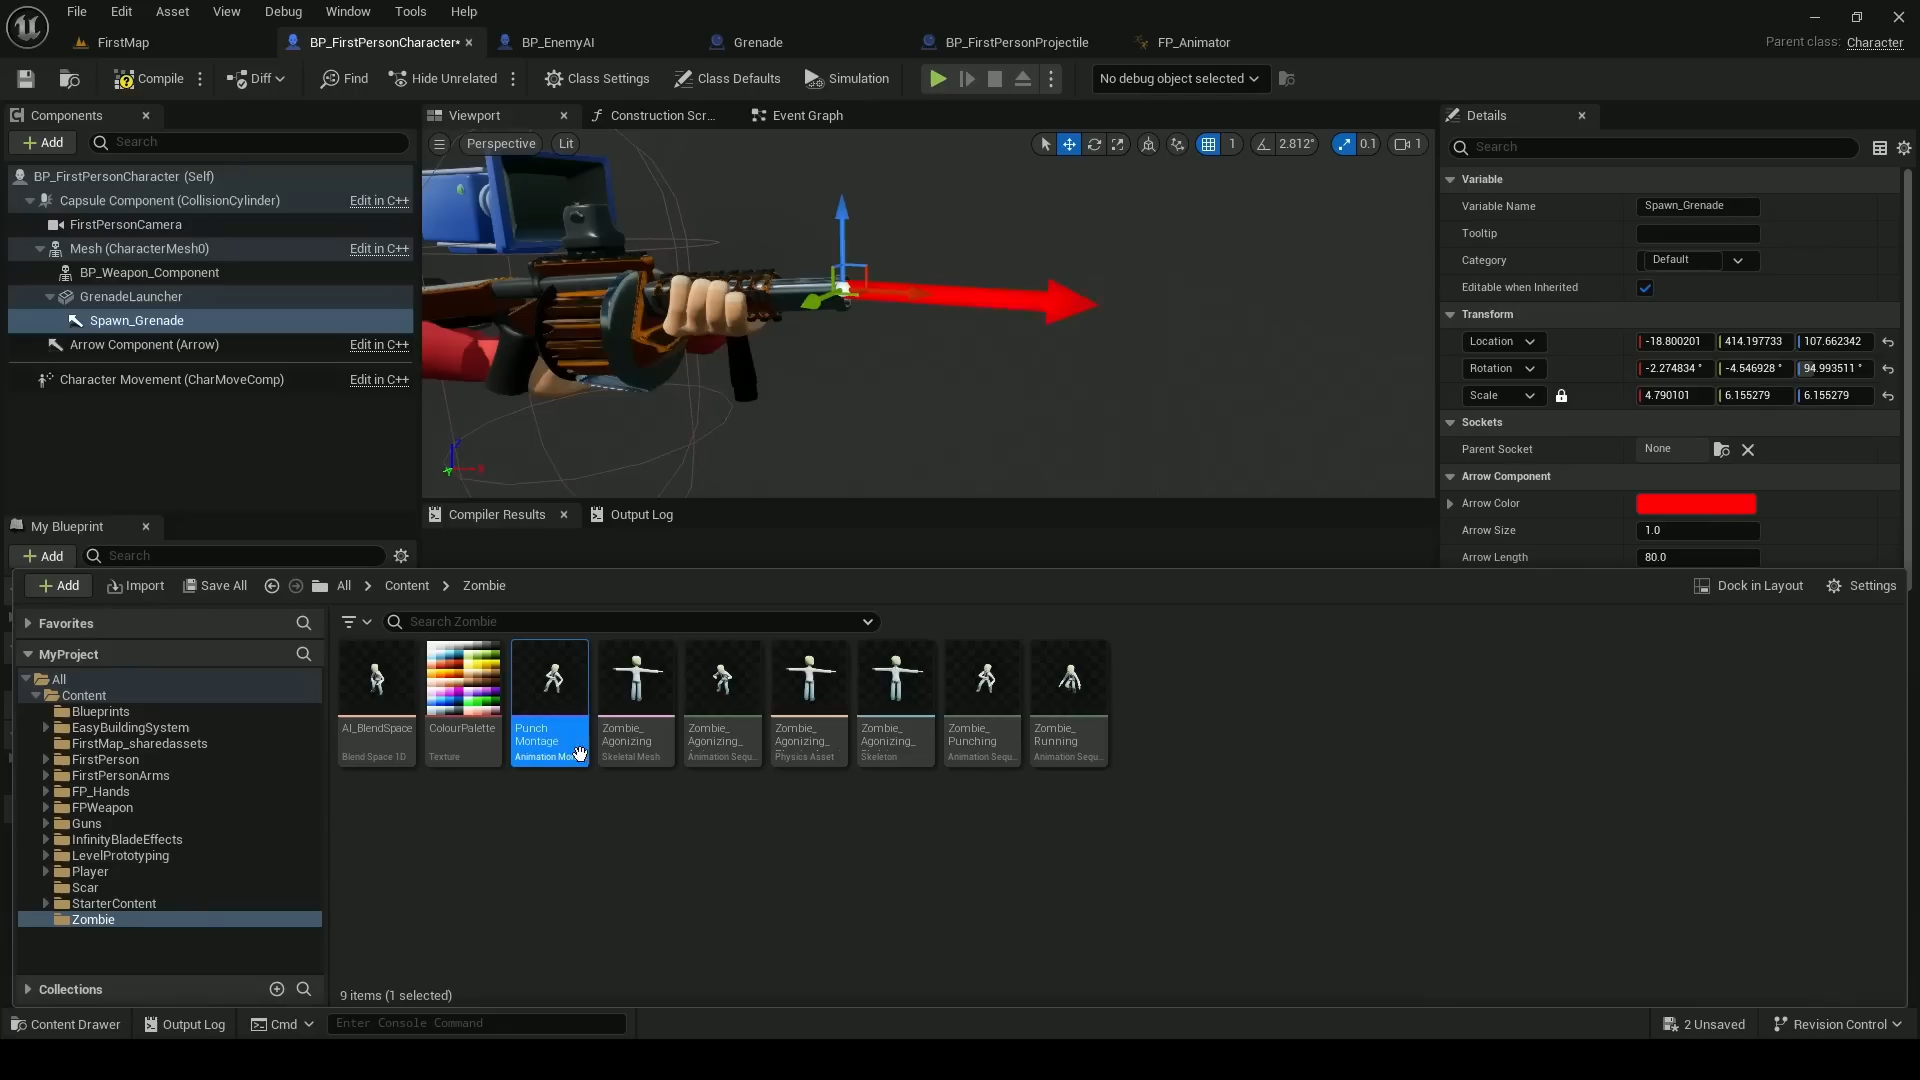 File Edit Asset View Debug Window Tools Help
FirstMap BP_FirstPersonCharacter* BP_EnemyAI Grenade BP_FirstPersonProjectile FP_Animator Parent class: Character
Compile Diff Find Hide Unrelated Class Settings Class Defaults Simulation No debug object selected
Components
Add Search
BP_FirstPersonCharacter (Self)
Capsule Component (CollisionCylinder) Edit in C++
FirstPersonCamera
Mesh (CharacterMesh0) Edit in C++
BP_Weapon_Component
GrenadeLauncher
Spawn_Grenade
Arrow Component (Arrow) Edit in C++
Character Movement (CharMoveComp) Edit in C++
Viewport Construction Scr... Event Graph
Perspective Lit 1 2.812° 0.1 1
Details
Search
Variable
Variable Name Spawn_Grenade
Tooltip
Category Default
Editable when Inherited
Transform
Location -18.800201 414.197733 107.662342
Rotation -2.274834 ° -4.546928 ° 94.993511 °
Scale 4.790101 6.155279 6.155279
Sockets
Parent Socket None
Arrow Component
Arrow Color
Arrow Size 1.0
Arrow Length 80.0
Compiler Results Output Log
My Blueprint
Add Search
Add Import Save All All Content Zombie Dock in Layout Settings
Favorites
MyProject
All
Content
Blueprints
EasyBuildingSystem
FirstMap_sharedassets
FirstPerson
FirstPersonArms
FP_Hands
FPWeapon
Guns
InfinityBladeEffects
LevelPrototyping
Player
Scar
StarterContent
Zombie
Collections
Search Zombie
AI_BlendSpace
Blend Space 1D
ColourPalette
Texture
Punch
Montage
Animation Mo
Zombie_
Agonizing
Skeletal Mesh
Zombie_
Agonizing_
Animation Sequ...
Zombie_
Agonizing_
Physics Asset
Zombie_
Agonizing_
Skeleton
Zombie_
Punching
Animation Sequ...
Zombie_
Running
Animation Sequ...
9 items (1 selected)
Content Drawer Output Log Cmd Enter Console Command 2 Unsaved Revision Control